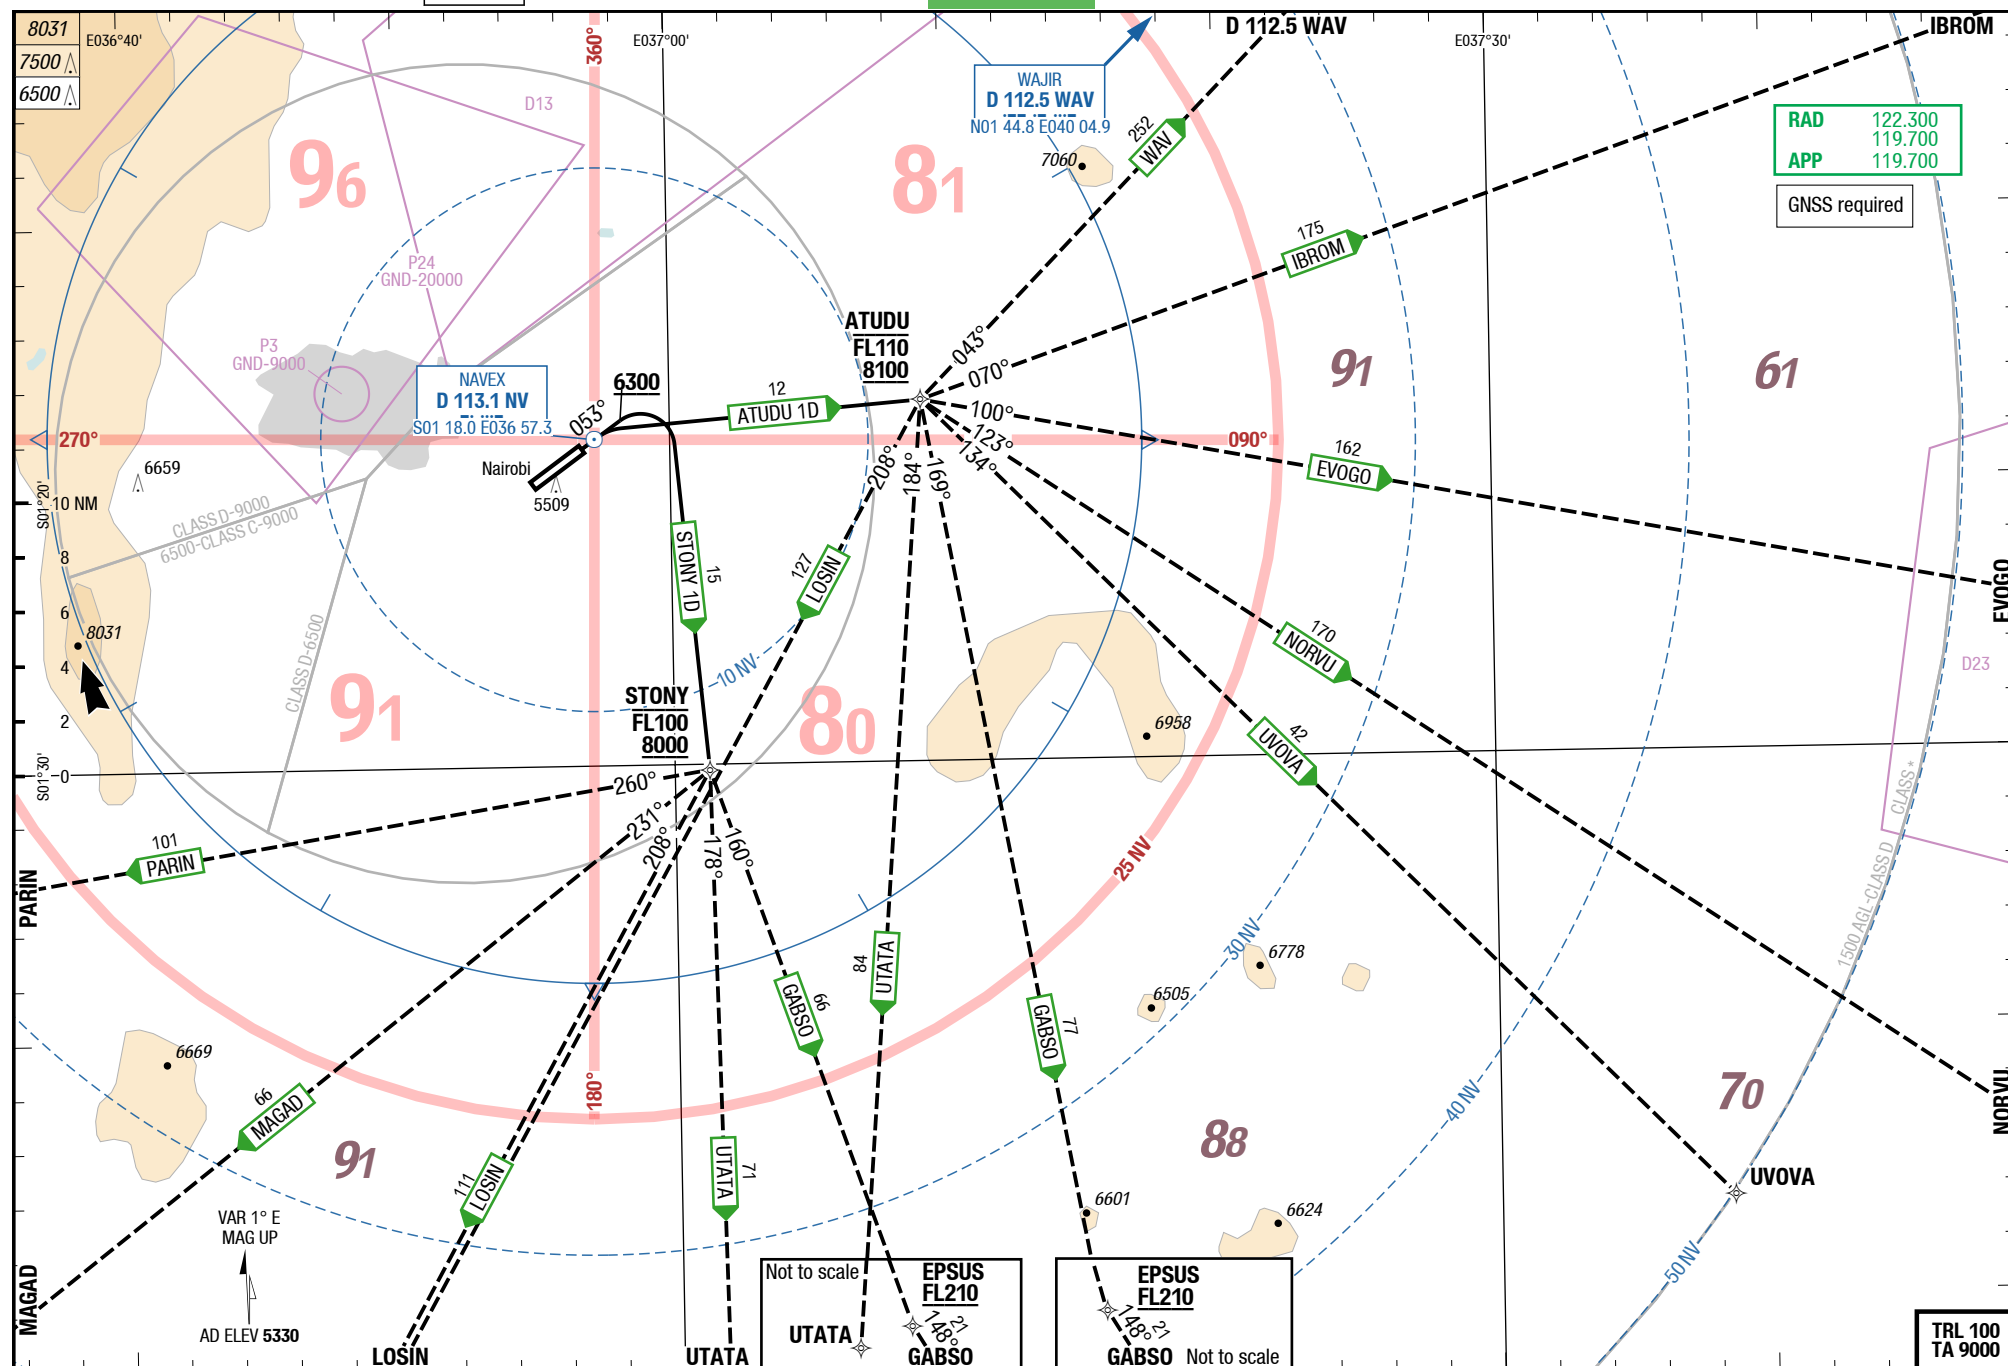 8031
7500
6500
E036°40'
360°
E037°00'
D 112.5 WAV
E037°30'
IBROM
WAJIR
D 112.5 WAV
N01 44.8 E040 04.9
D13
96
81
7060
252
WAV
RAD 122.300
119.700
APP 119.700
GNSS required
175
IBROM
P24
GND-20000
P3
GND-9000
NAVEX
D 113.1 NV
S01 18.0 E036 57.3
6300
053°
12
ATUDU 1D
ATUDU
FL110
8100
043°
070°
100°
123°
134°
169°
184°
208°
91
61
270°
090°
162
EVOGO
EVOGO
Nairobi
5509
6659
S01°20'
10 NM
8
6
4
2
0
S01°30'
CLASS D-9000
6500-CLASS C-9000
CLASS D-6500
8031
STONY 1D
15
127
LOSIN
10 NV
170
NORVU
D23
STONY
FL100
8000
91
80
6958
42
UVOVA
260°
231°
208°
178°
160°
101
PARIN
PARIN
25 NV
CLASS *
1500 AGL-CLASS D
30 NV
6778
6505
84
UTATA
66
GABSO
77
GABSO
6669
66
MAGAD
180°
91
88
70
40 NV
NORVU
111
LOSIN
71
UTATA
6601
6624
UVOVA
50 NV
VAR 1° E
MAG UP
AD ELEV 5330
MAGAD
LOSIN
UTATA
Not to scale
EPSUS
FL210
UTATA
148°
21
GABSO
EPSUS
FL210
148°
21
GABSO
Not to scale
TRL 100
TA 9000